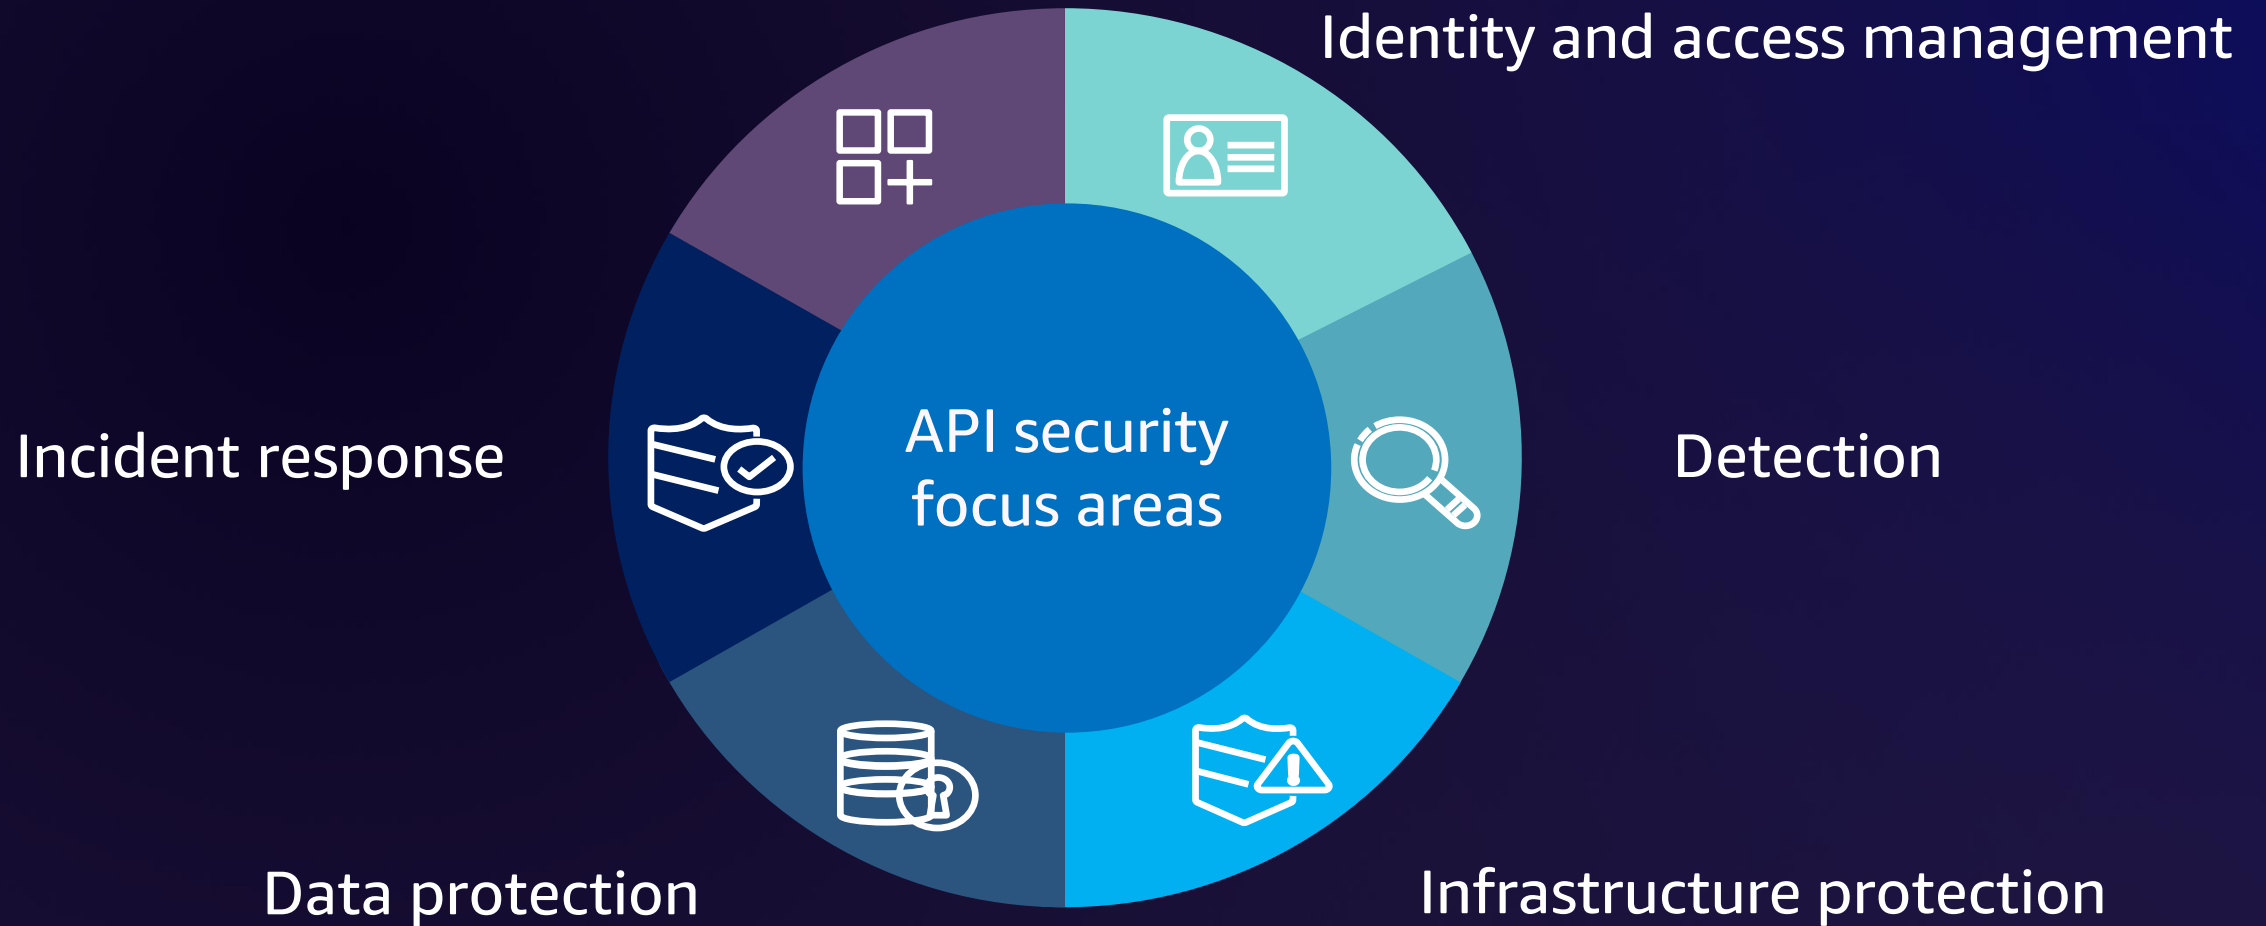 Identity and access management
Incident response
API security
focus areas
Detection
Data protection
Infrastructure protection